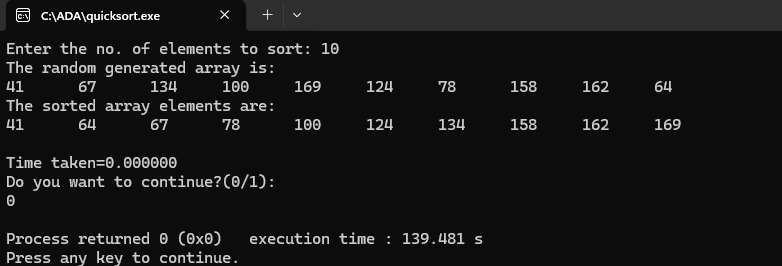 C:\ADA\quicksort.exe
Enter the no. of elements to sort: 10
The random generated array is:
41 67 134 100 169 124 78 158 162 64
The sorted array elements are:
41 64 67 78 100 124 134 158 162 169
Time taken=0.000000
Do you want to continue?(0/1):
0
Process returned 0 (0x0) execution time : 139.481 s
Press any key to continue.